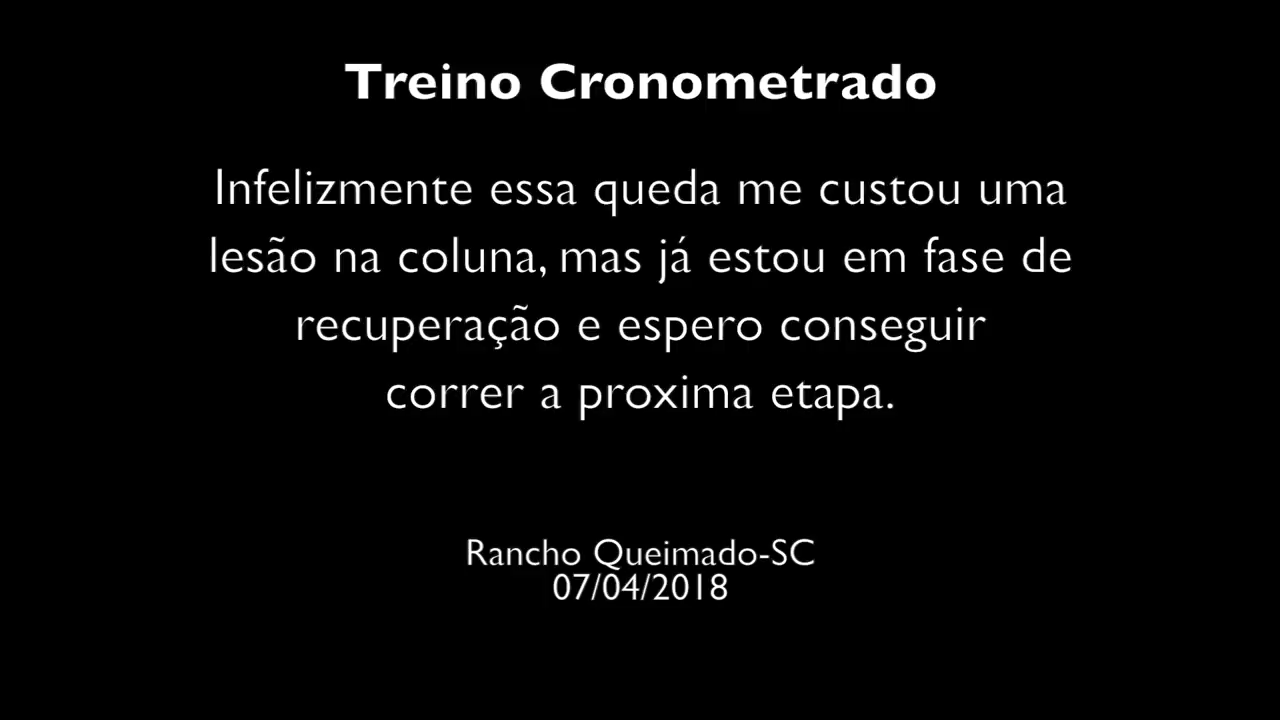 Treino Cronometrado
Infelizmente essa queda me custou uma
lesão na coluna, mas já estou em fase de
recuperação e espero conseguir
correr a proxima etapa.
Rancho Queimado-SC
07/04/2018